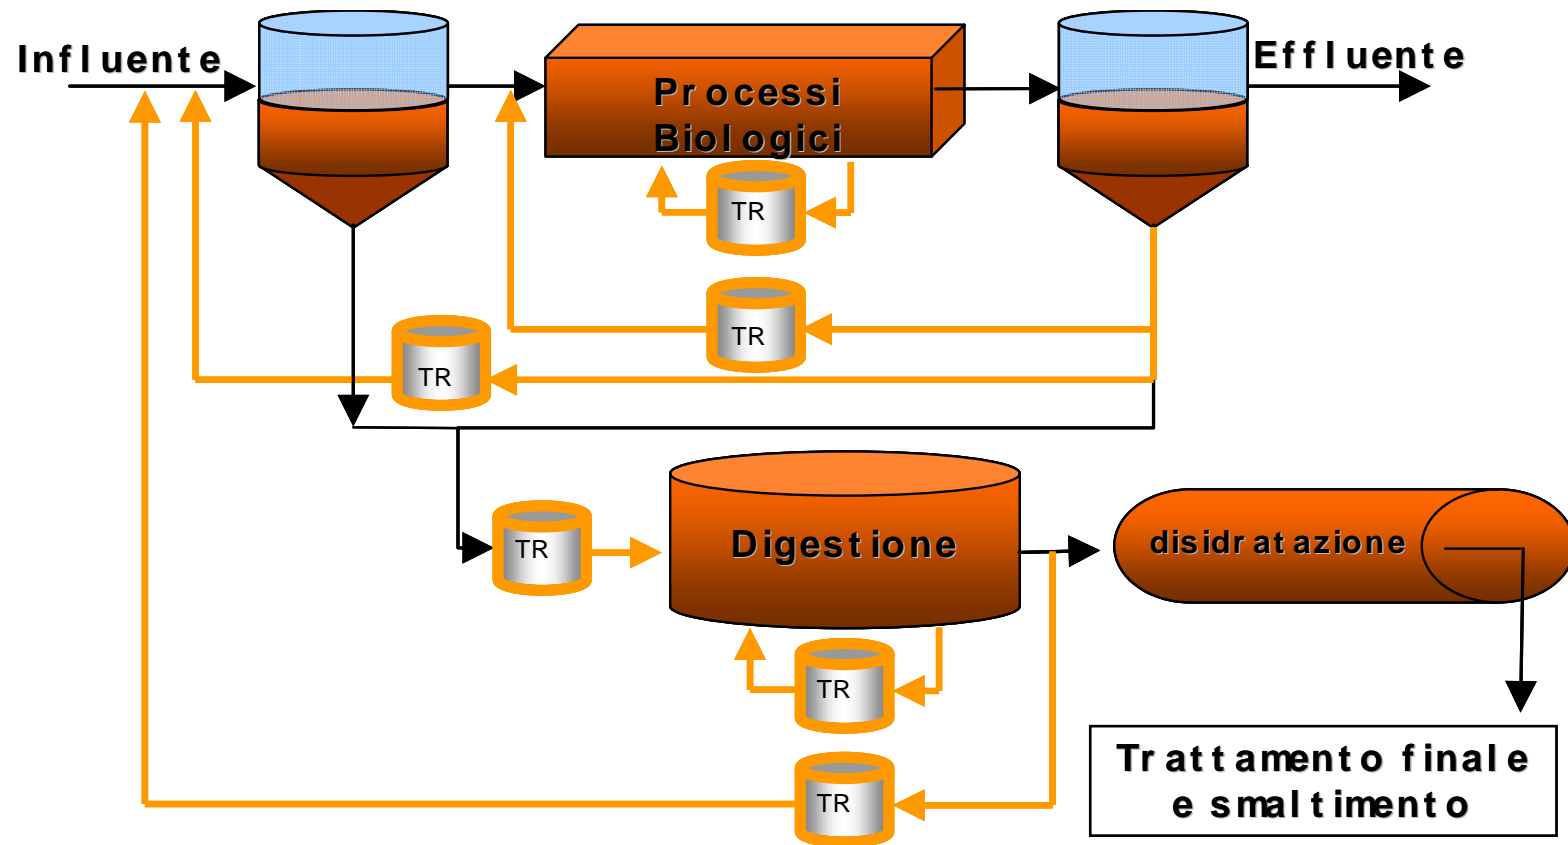 Influente
Effluente
Processi
Biologici
TR
TR
TR
TR
Digestione
disidratazione
TR
TR
Trattamento finale
e smaltimento